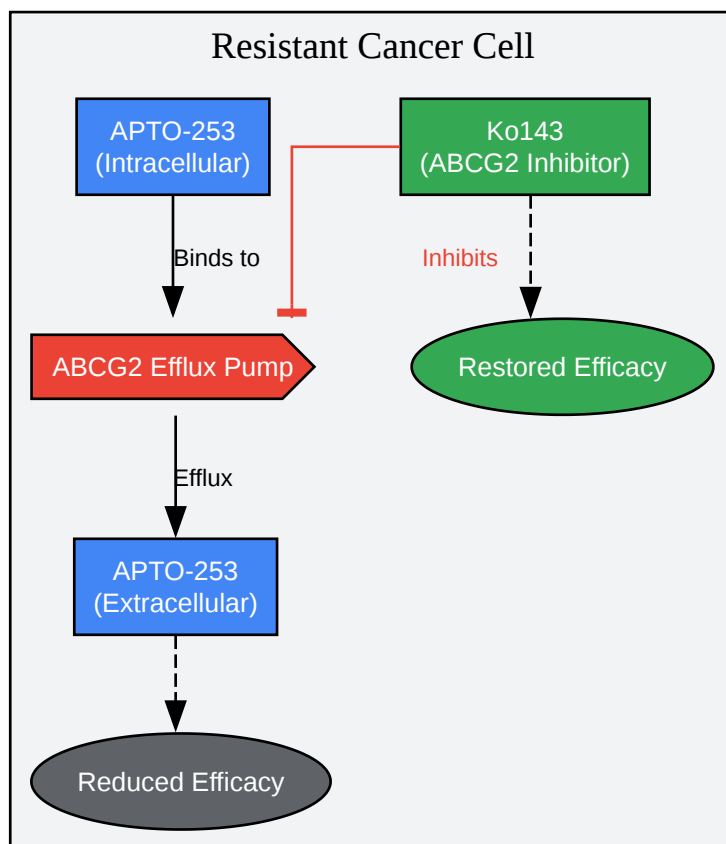 Resistant Cancer Cell
APTO-253
(Intracellular)
Ko143
(ABCG2 Inhibitor)
Binds to
Inhibits
ABCG2 Efflux Pump
Restored Efficacy
Efflux
APTO-253
(Extracellular)
Reduced Efficacy